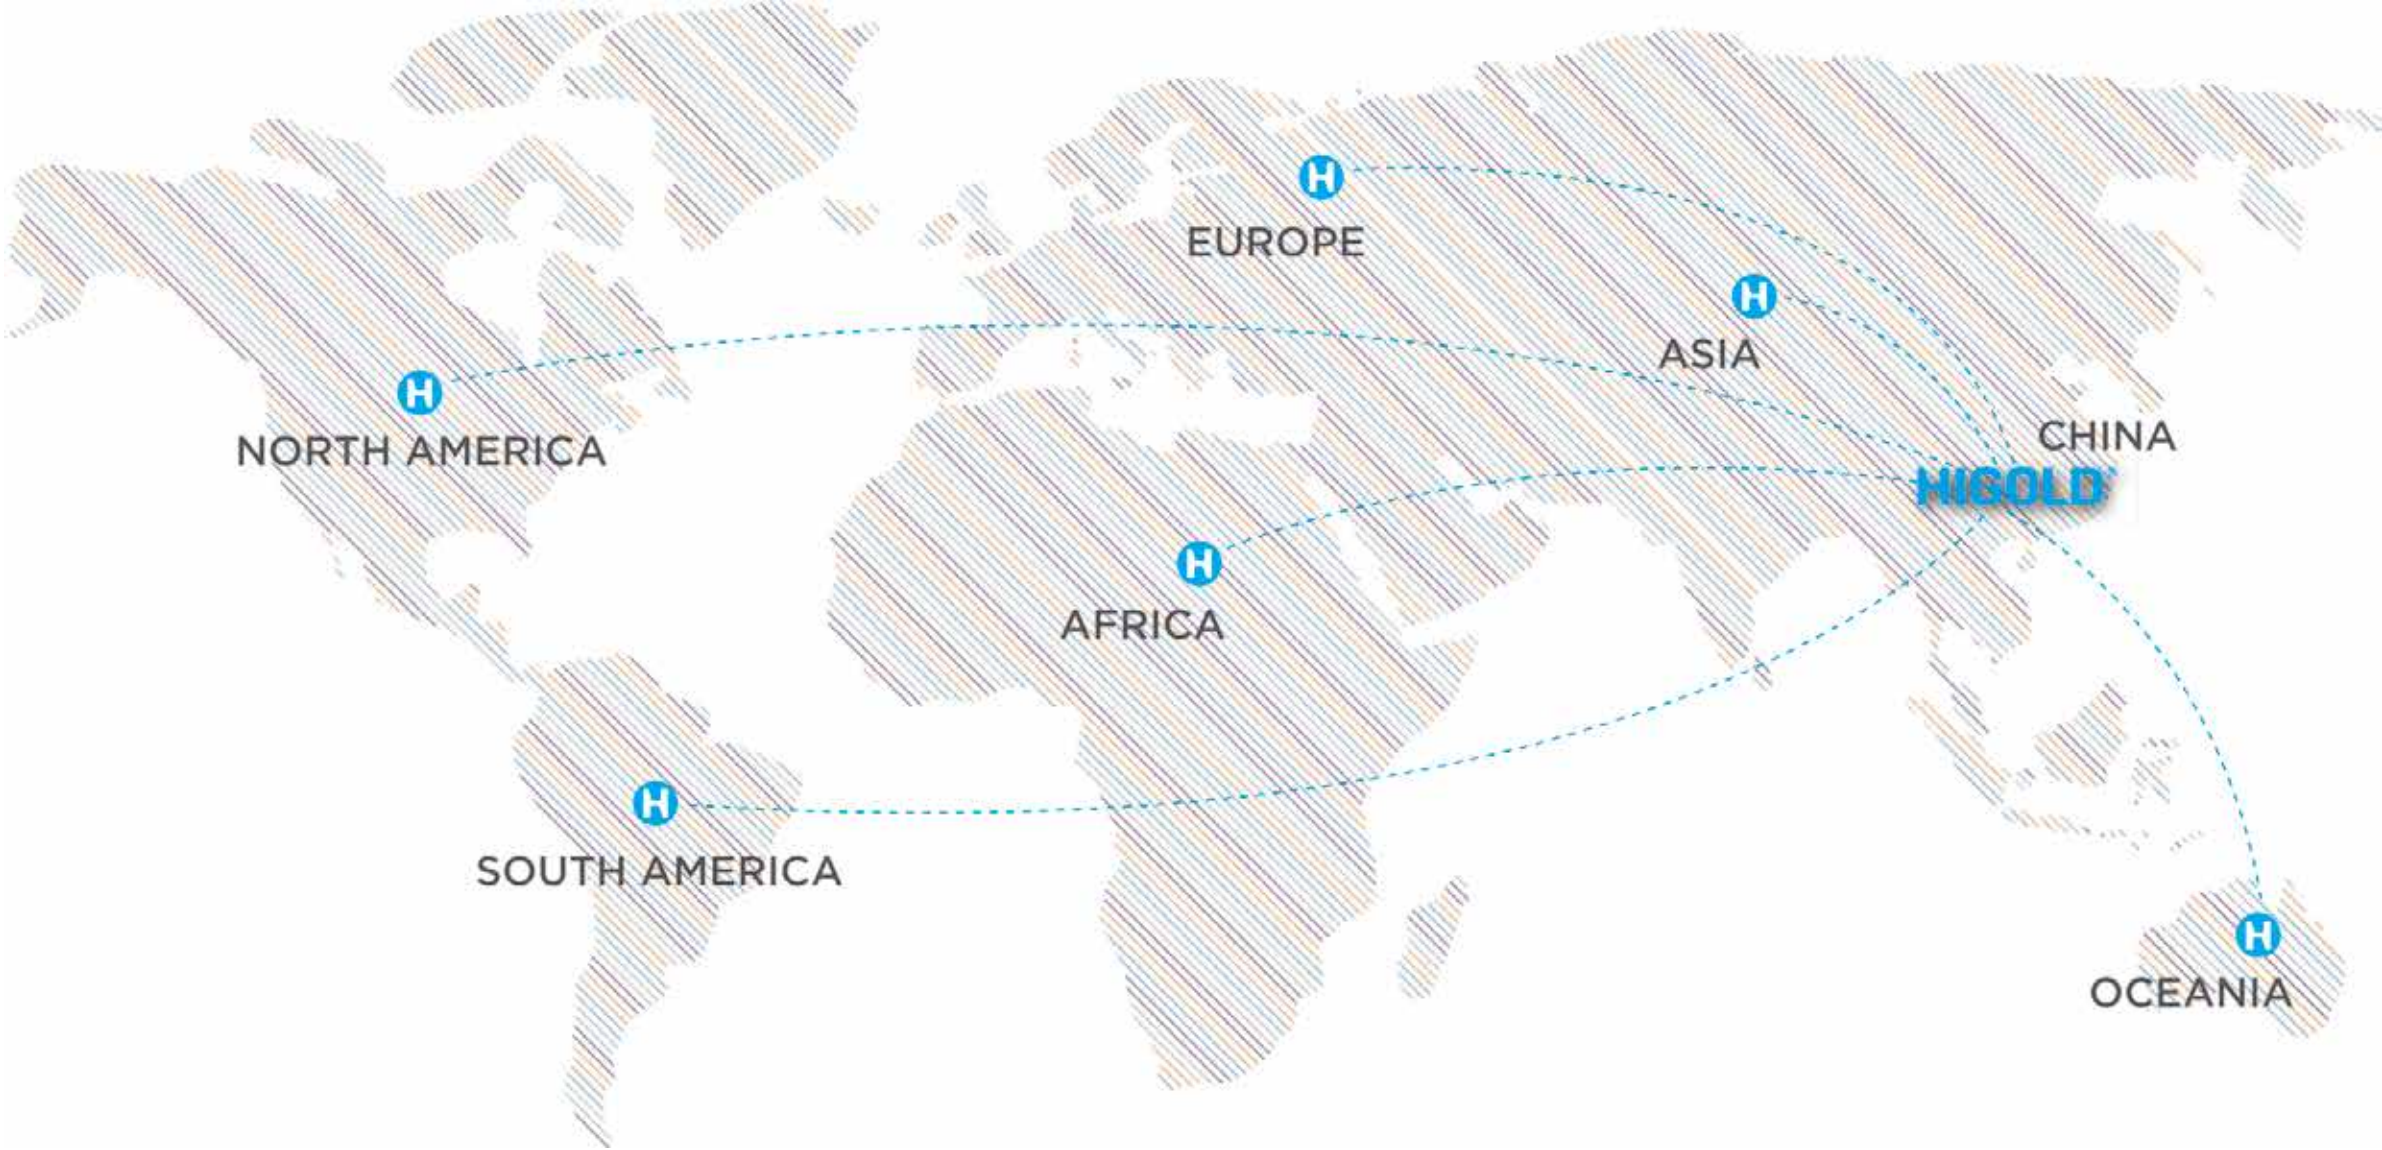 H
EUROPE
H
ASIA
H
NORTH AMERICA
CHINA
HIGOLD®
H
AFRICA
H
SOUTH AMERICA
H
OCEANIA